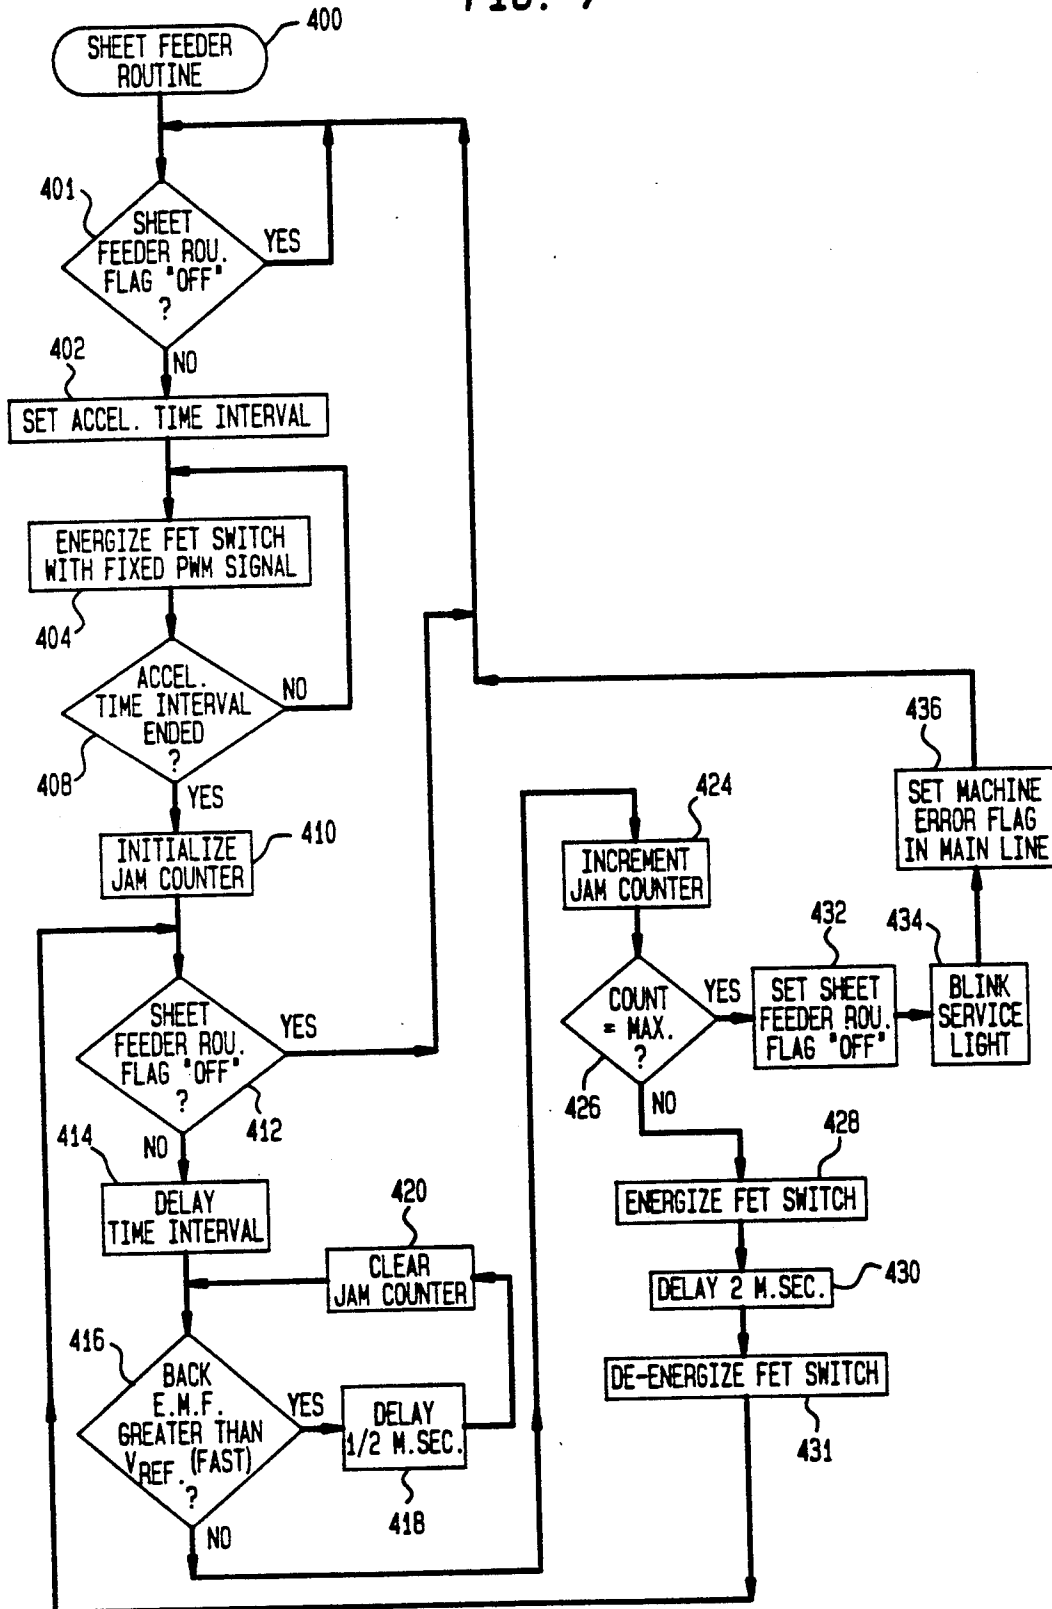 FIG. 7
SHEET FEEDER
ROUTINE
400
401
SHEET
FEEDER ROU.
FLAG "OFF"
?
YES
NO
402
SET ACCEL. TIME INTERVAL
ENERGIZE FET SWITCH
WITH FIXED PWM SIGNAL
404
ACCEL.
TIME INTERVAL
ENDED
?
NO
408
YES
INITIALIZE
JAM COUNTER
410
SHEET
FEEDER ROU.
FLAG "OFF"
?
YES
412
NO
414
DELAY
TIME INTERVAL
420
CLEAR
JAM COUNTER
416
BACK
E.M.F.
GREATER THAN
VREF. (FAST)
?
YES
DELAY
1/2 M.SEC.
418
NO
424
INCREMENT
JAM COUNTER
COUNT
= MAX.
?
426
YES
NO
432
SET SHEET
FEEDER ROU.
FLAG "OFF"
434
BLINK
SERVICE
LIGHT
436
SET MACHINE
ERROR FLAG
IN MAIN LINE
428
ENERGIZE FET SWITCH
DELAY 2 M.SEC.
430
DE-ENERGIZE FET SWITCH
431